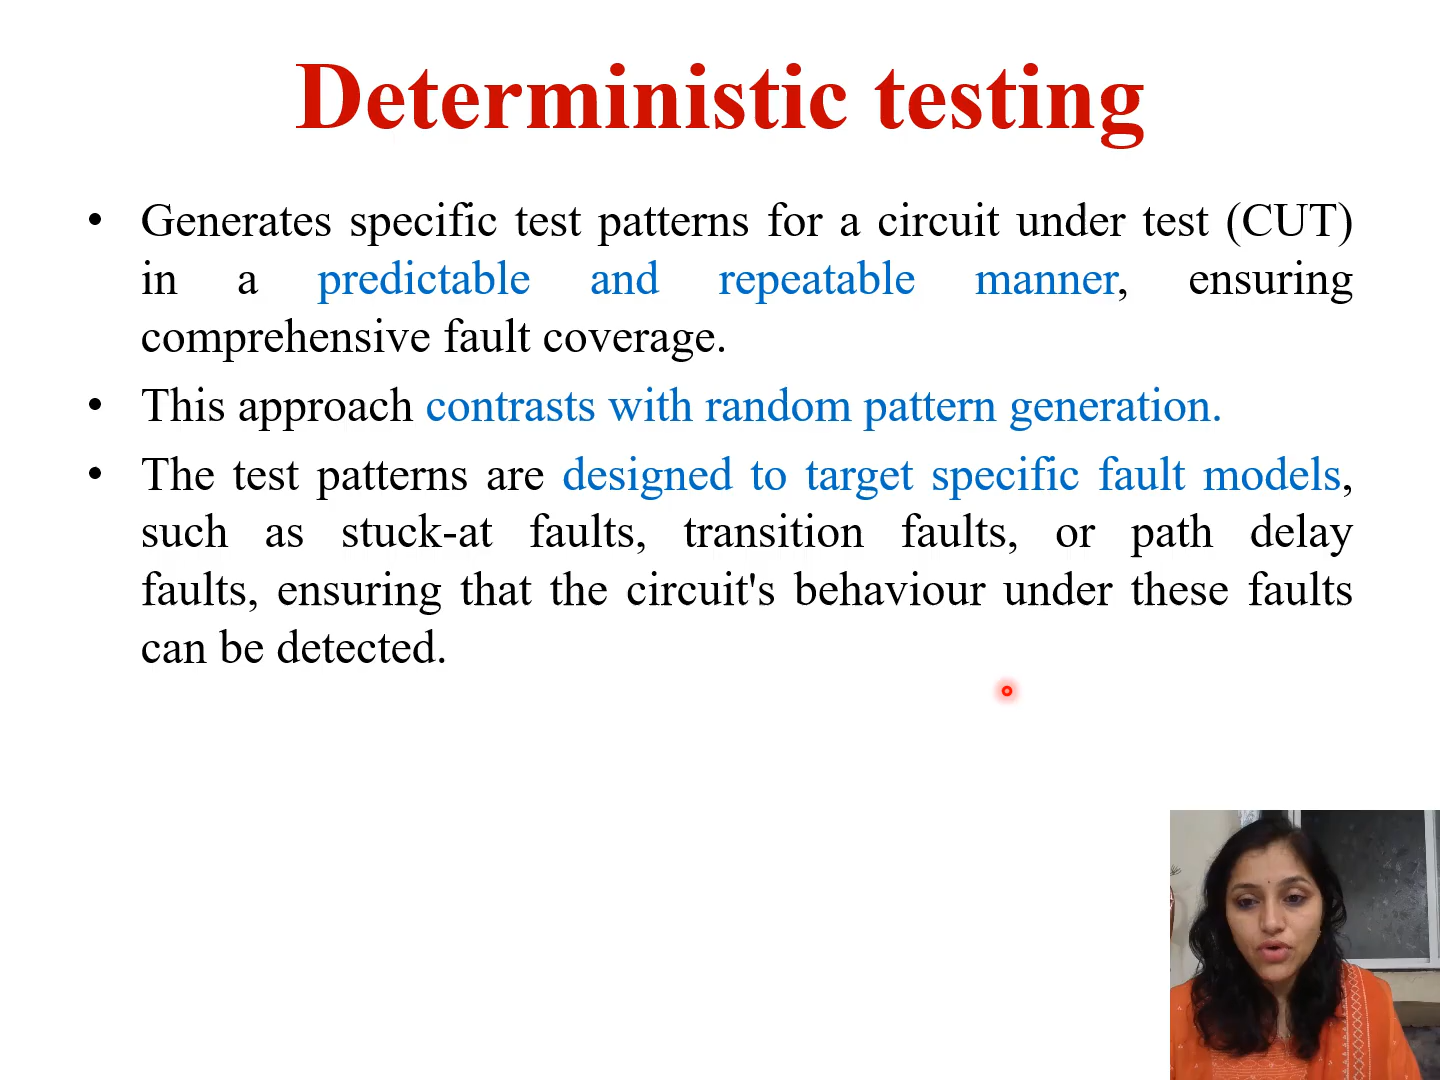 Deterministic testing
• Generates specific test patterns for a circuit under test (CUT)
in a predictable and repeatable manner, ensuring
comprehensive fault coverage.
• This approach contrasts with random pattern generation.
• The test patterns are designed to target specific fault models,
such as stuck-at faults, transition faults, or path delay
faults, ensuring that the circuit's behaviour under these faults
can be detected.